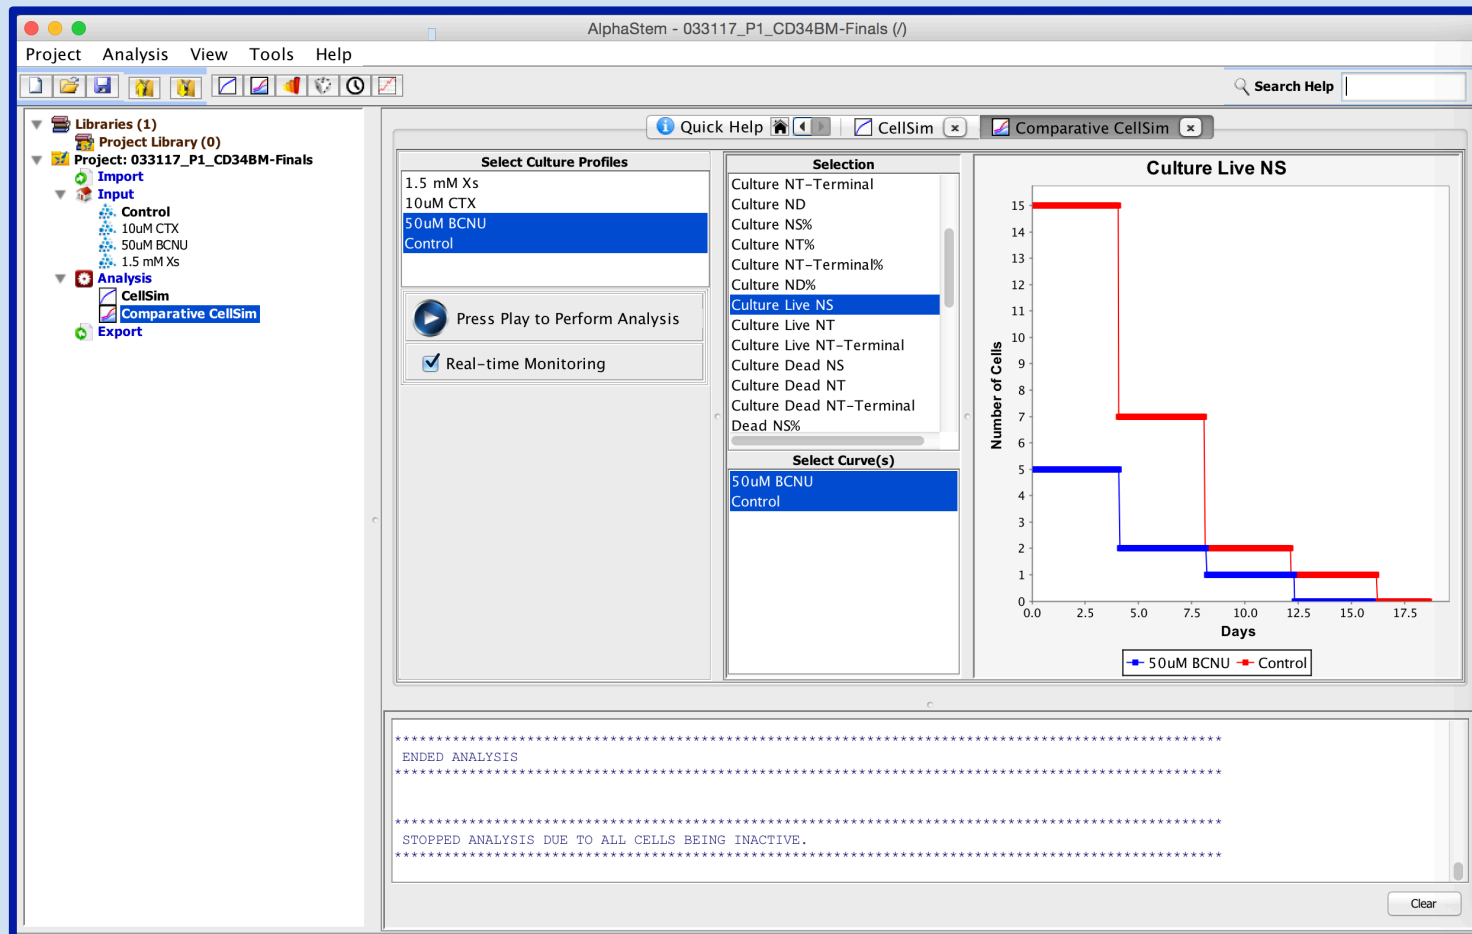 AlphaStem - 033117_P1_CD34BM-Finals (/)
Project Analysis View Tools Help
Search Help
Libraries (1)
Project Library (0)
Project: 033117_P1_CD34BM-Finals
Import
Input
Control
10uM CTX
50uM BCNU
1.5 mM Xs
Analysis
CellSim
Comparative CellSim
Export
Quick Help
CellSim
Comparative CellSim
Select Culture Profiles
1.5 mM Xs
10uM CTX
50uM BCNU
Control
Press Play to Perform Analysis
Real-time Monitoring
Selection
Culture NT-Terminal
Culture ND
Culture NS%
Culture NT%
Culture NT-Terminal%
Culture ND%
Culture Live NS
Culture Live NT
Culture Live NT-Terminal
Culture Dead NS
Culture Dead NT
Culture Dead NT-Terminal
Dead NS%
Select Curve(s)
50uM BCNU
Control
Culture Live NS
Number of Cells
15
14
13
12
11
10
9
8
7
6
5
4
3
2
1
0
0.0 2.5 5.0 7.5 10.0 12.5 15.0 17.5
Days
50uM BCNU Control
****************************************************************************************************
ENDED ANALYSIS
****************************************************************************************************
****************************************************************************************************
STOPPED ANALYSIS DUE TO ALL CELLS BEING INACTIVE.
****************************************************************************************************
Clear